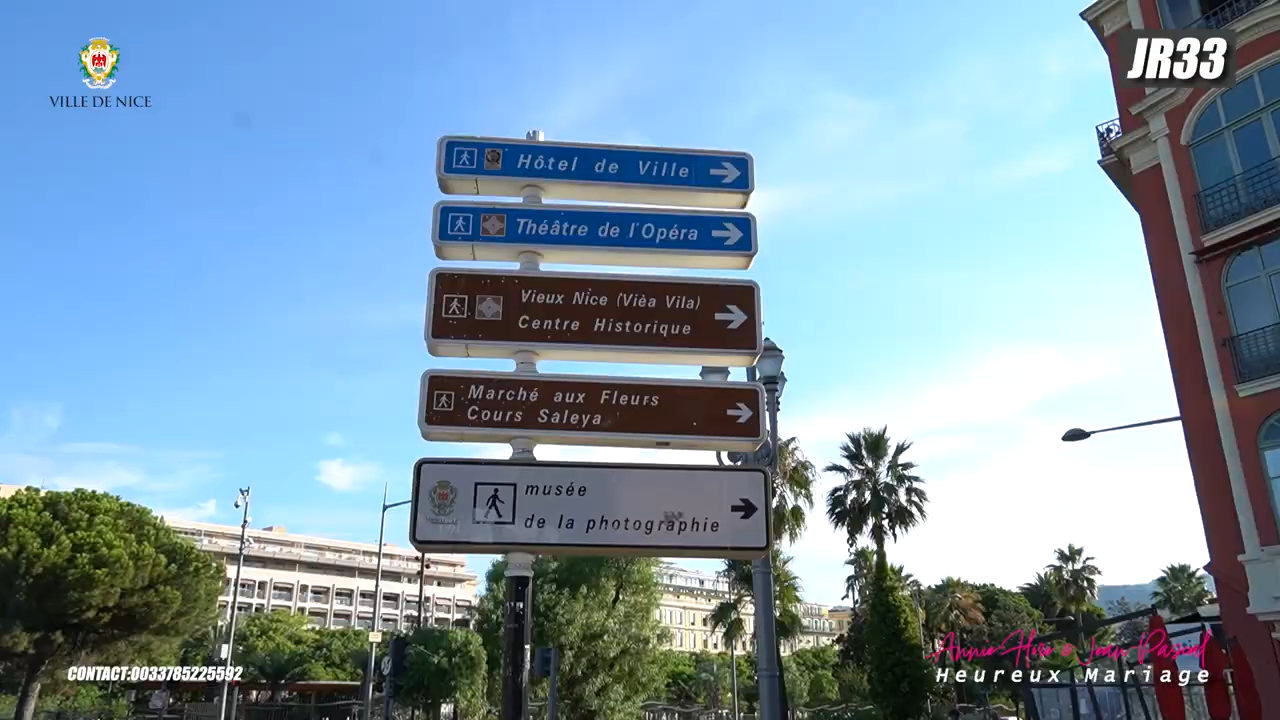 VILLE DE NICE
JR33
Hôtel de Ville
Théâtre de l'Opéra
Vieux Nice (Vièa Vila)
Centre Historique
Marché aux Fleurs
Cours Saleya
musée
de la photographie
CONTACT:0033785225592
Heureux Mariage